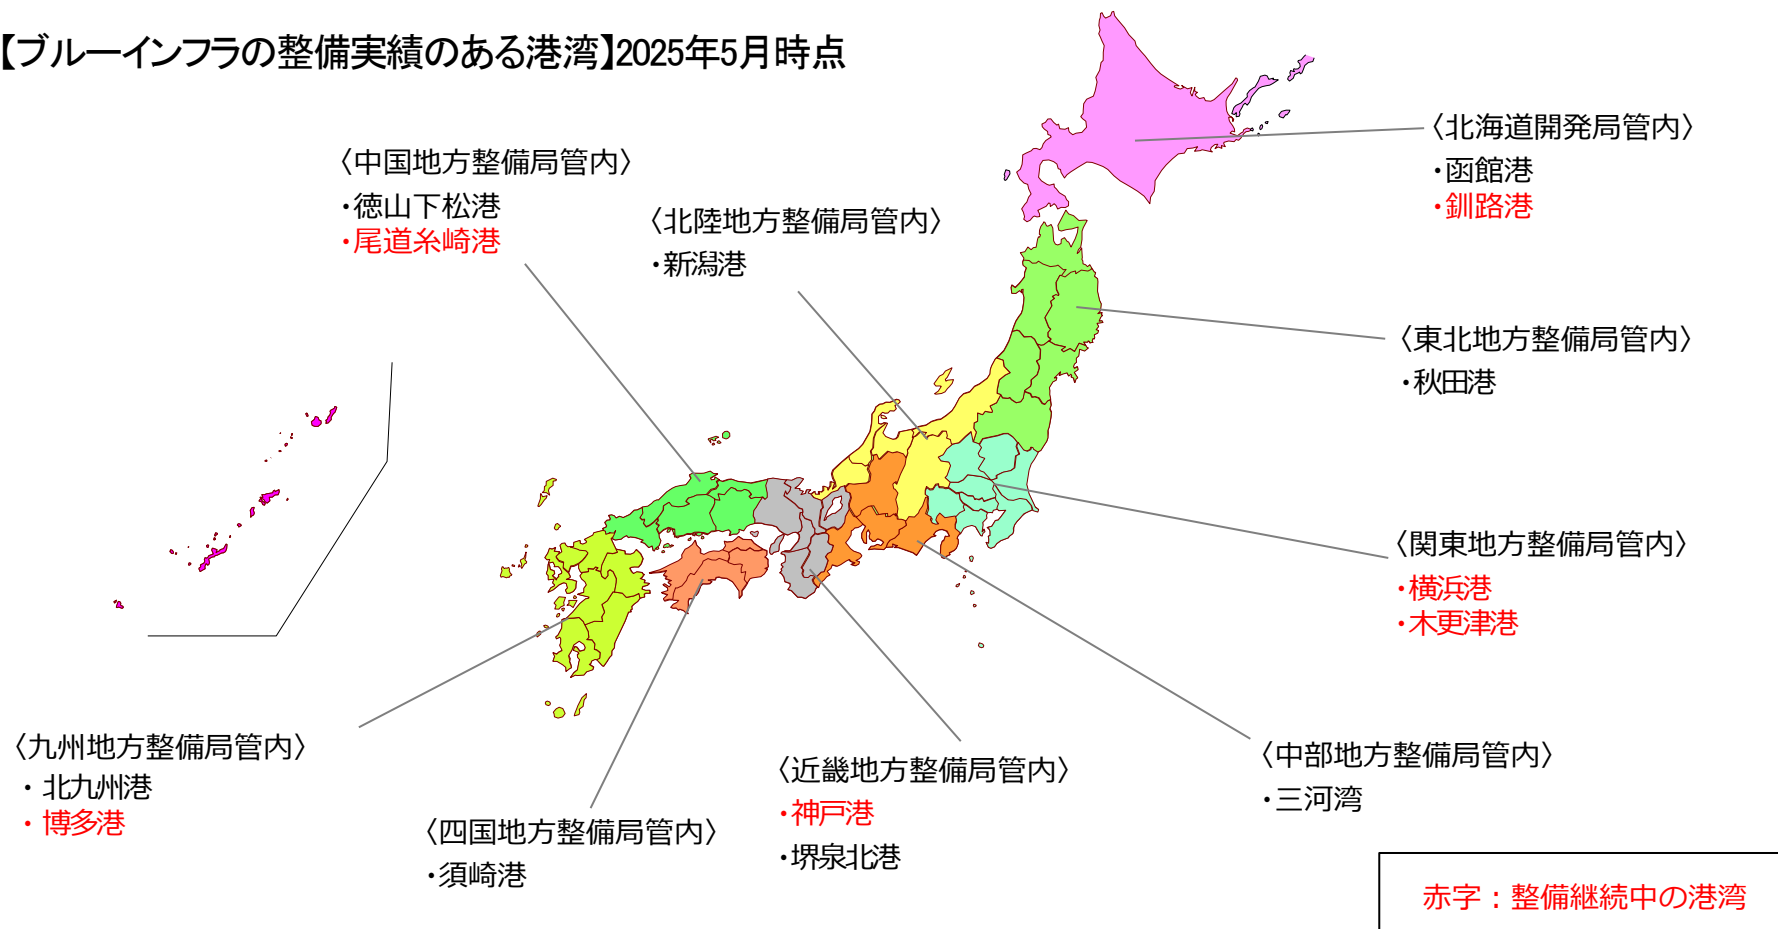 【ブルーインフラの整備実績のある港湾】2025年5月時点
〈北海道開発局管内〉
・函館港
・釧路港
〈中国地方整備局管内〉
・徳山下松港
・尾道糸崎港
〈北陸地方整備局管内〉
・新潟港
〈東北地方整備局管内〉
・秋田港
〈関東地方整備局管内〉
・横浜港
・木更津港
〈九州地方整備局管内〉
・北九州港
・博多港
〈四国地方整備局管内〉
・須崎港
〈近畿地方整備局管内〉
・神戸港
・堺泉北港
〈中部地方整備局管内〉
・三河湾
赤字：整備継続中の港湾